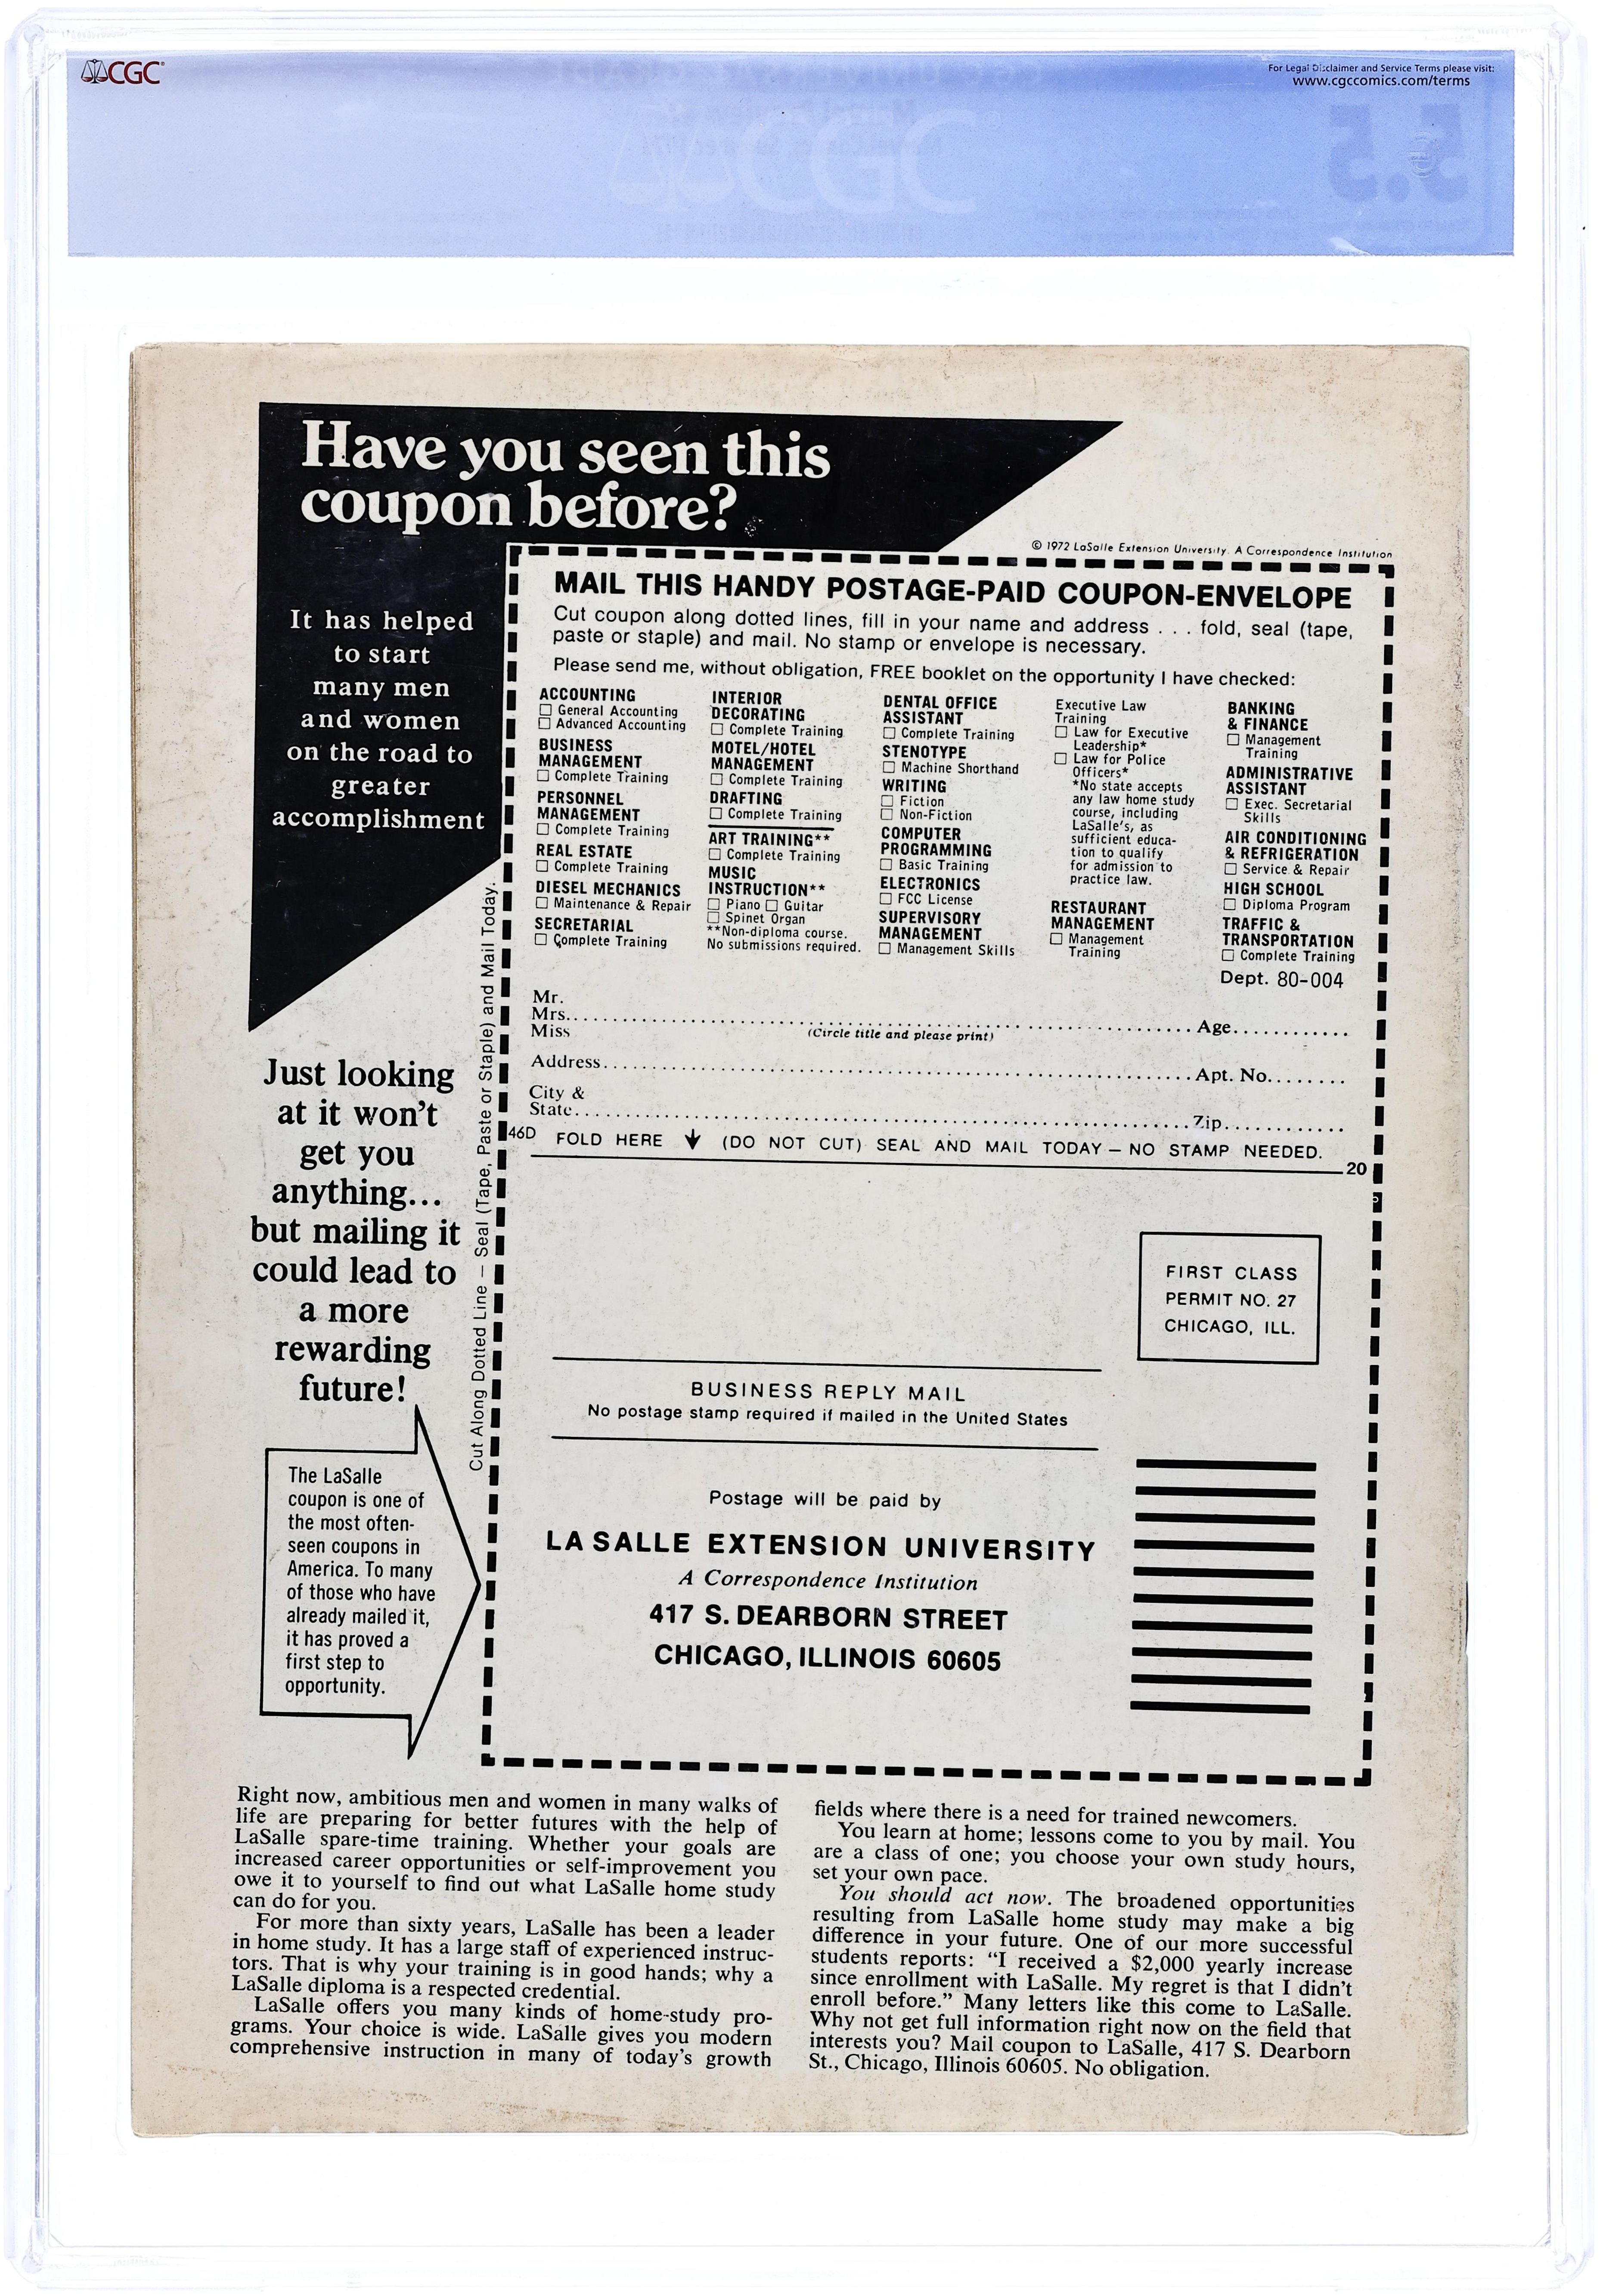 CGC
For Legal Disclaimer and Service Terms please visit:
www.cgccomics.com/terms
CGC
5.5
Have you seen this
coupon before?
© 1972 LaSalle Extension University. A Correspondence Institution
It has helped
to start
many men
and women
on the road to
greater
accomplishment
MAIL THIS HANDY POSTAGE-PAID COUPON-ENVELOPE
Cut coupon along dotted lines, fill in your name and address . . . fold, seal (tape,
paste or staple) and mail. No stamp or envelope is necessary.
Please send me, without obligation, FREE booklet on the opportunity I have checked:
ACCOUNTING
General Accounting
Advanced Accounting
BUSINESS
MANAGEMENT
Complete Training
PERSONNEL
MANAGEMENT
Complete Training
REAL ESTATE
Complete Training
DIESEL MECHANICS
Maintenance & Repair
SECRETARIAL
Complete Training
INTERIOR
DECORATING
Complete Training
MOTEL/HOTEL
MANAGEMENT
Complete Training
DRAFTING
Complete Training
ART TRAINING**
Complete Training
MUSIC
INSTRUCTION**
Piano Guitar
Spinet Organ
**Non-diploma course.
No submissions required.
DENTAL OFFICE
ASSISTANT
Complete Training
STENOTYPE
Machine Shorthand
WRITING
Fiction
Non-Fiction
COMPUTER
PROGRAMMING
Basic Training
ELECTRONICS
FCC License
SUPERVISORY
MANAGEMENT
Management Skills
Executive Law
Training
Law for Executive
Leadership*
Law for Police
Officers*
*No state accepts
any law home study
course, including
LaSalle's, as
sufficient educa-
tion to qualify
for admission to
practice law.
RESTAURANT
MANAGEMENT
Management
Training
BANKING
& FINANCE
Management
Training
ADMINISTRATIVE
ASSISTANT
Exec. Secretarial
Skills
AIR CONDITIONING
& REFRIGERATION
Service & Repair
HIGH SCHOOL
Diploma Program
TRAFFIC &
TRANSPORTATION
Complete Training
Dept. 80-004
Mr.
Mrs. Age
Miss (Circle title and please print)
Address Apt. No.
City &
State Zip
46D FOLD HERE (DO NOT CUT) SEAL AND MAIL TODAY – NO STAMP NEEDED.
20
Cut Along Dotted Line – Seal (Tape, Paste or Staple) and Mail Today.
Just looking
at it won't
get you
anything...
but mailing it
could lead to
a more
rewarding
future!
The LaSalle
coupon is one of
the most often-
seen coupons in
America. To many
of those who have
already mailed it,
it has proved a
first step to
opportunity.
FIRST CLASS
PERMIT NO. 27
CHICAGO, ILL.
BUSINESS REPLY MAIL
No postage stamp required if mailed in the United States
Postage will be paid by
LA SALLE EXTENSION UNIVERSITY
A Correspondence Institution
417 S. DEARBORN STREET
CHICAGO, ILLINOIS 60605
Right now, ambitious men and women in many walks of
life are preparing for better futures with the help of
LaSalle spare-time training. Whether your goals are
increased career opportunities or self-improvement you
owe it to yourself to find out what LaSalle home study
can do for you.
For more than sixty years, LaSalle has been a leader
in home study. It has a large staff of experienced instruc-
tors. That is why your training is in good hands; why a
LaSalle diploma is a respected credential.
LaSalle offers you many kinds of home-study pro-
grams. Your choice is wide. LaSalle gives you modern
comprehensive instruction in many of today's growth
fields where there is a need for trained newcomers.
You learn at home; lessons come to you by mail. You
are a class of one; you choose your own study hours,
set your own pace.
You should act now. The broadened opportunities
resulting from LaSalle home study may make a big
difference in your future. One of our more successful
students reports: “I received a $2,000 yearly increase
since enrollment with LaSalle. My regret is that I didn't
enroll before.” Many letters like this come to LaSalle.
Why not get full information right now on the field that
interests you? Mail coupon to LaSalle, 417 S. Dearborn
St., Chicago, Illinois 60605. No obligation.